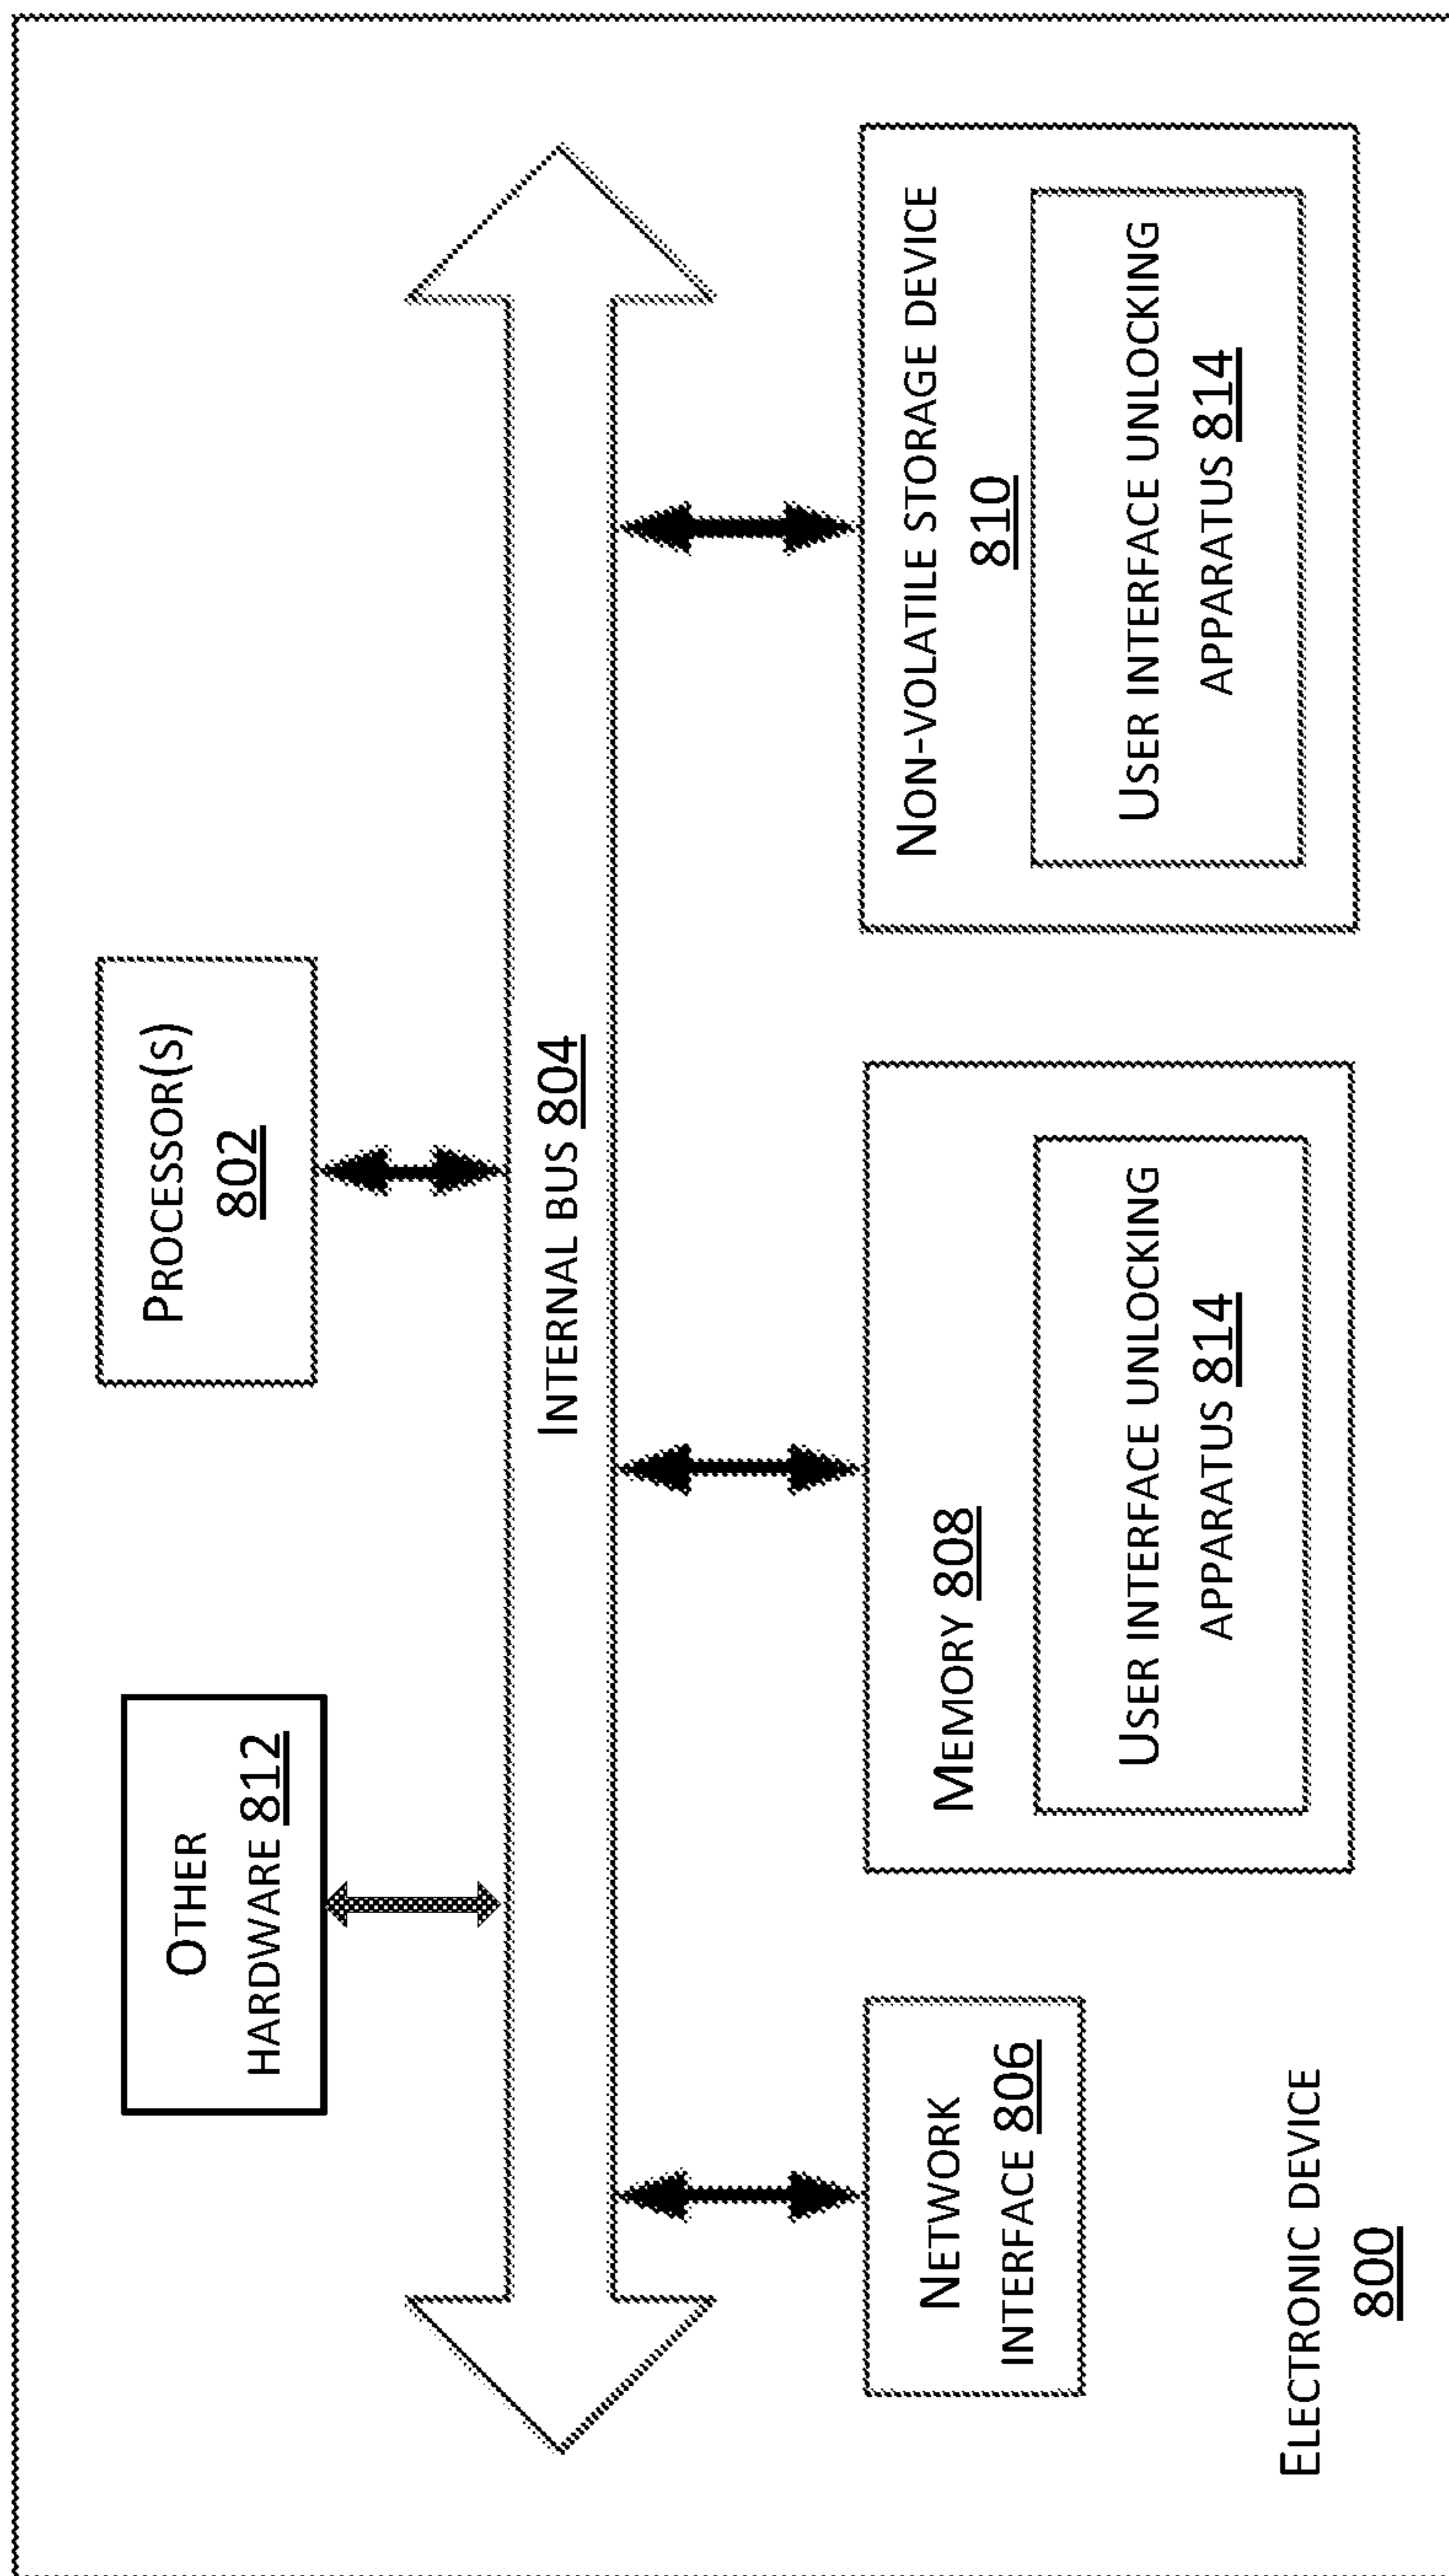 Other
hardware 812
Processor(s)
802
Internal bus 804
Network
interface 806
Memory 808
User interface unlocking
apparatus 814
Non-volatile storage device
810
User interface unlocking
apparatus 814
Electronic device
800